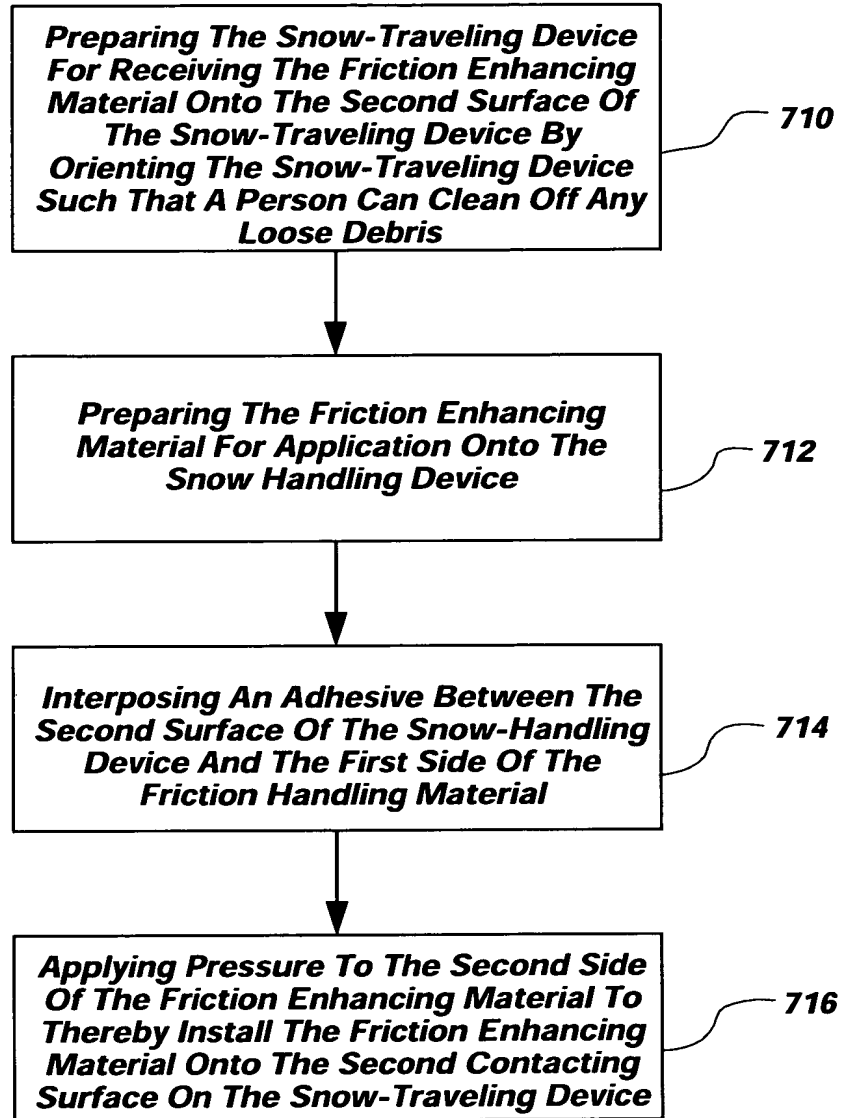 Preparing The Snow-Traveling Device
For Receiving The Friction Enhancing
Material Onto The Second Surface Of
The Snow-Traveling Device By
Orienting The Snow-Traveling Device
Such That A Person Can Clean Off Any
Loose Debris
710
Preparing The Friction Enhancing
Material For Application Onto The
Snow Handling Device
712
Interposing An Adhesive Between The
Second Surface Of The Snow-Handling
Device And The First Side Of The
Friction Handling Material
714
Applying Pressure To The Second Side
Of The Friction Enhancing Material To
Thereby Install The Friction Enhancing
Material Onto The Second Contacting
Surface On The Snow-Traveling Device
716